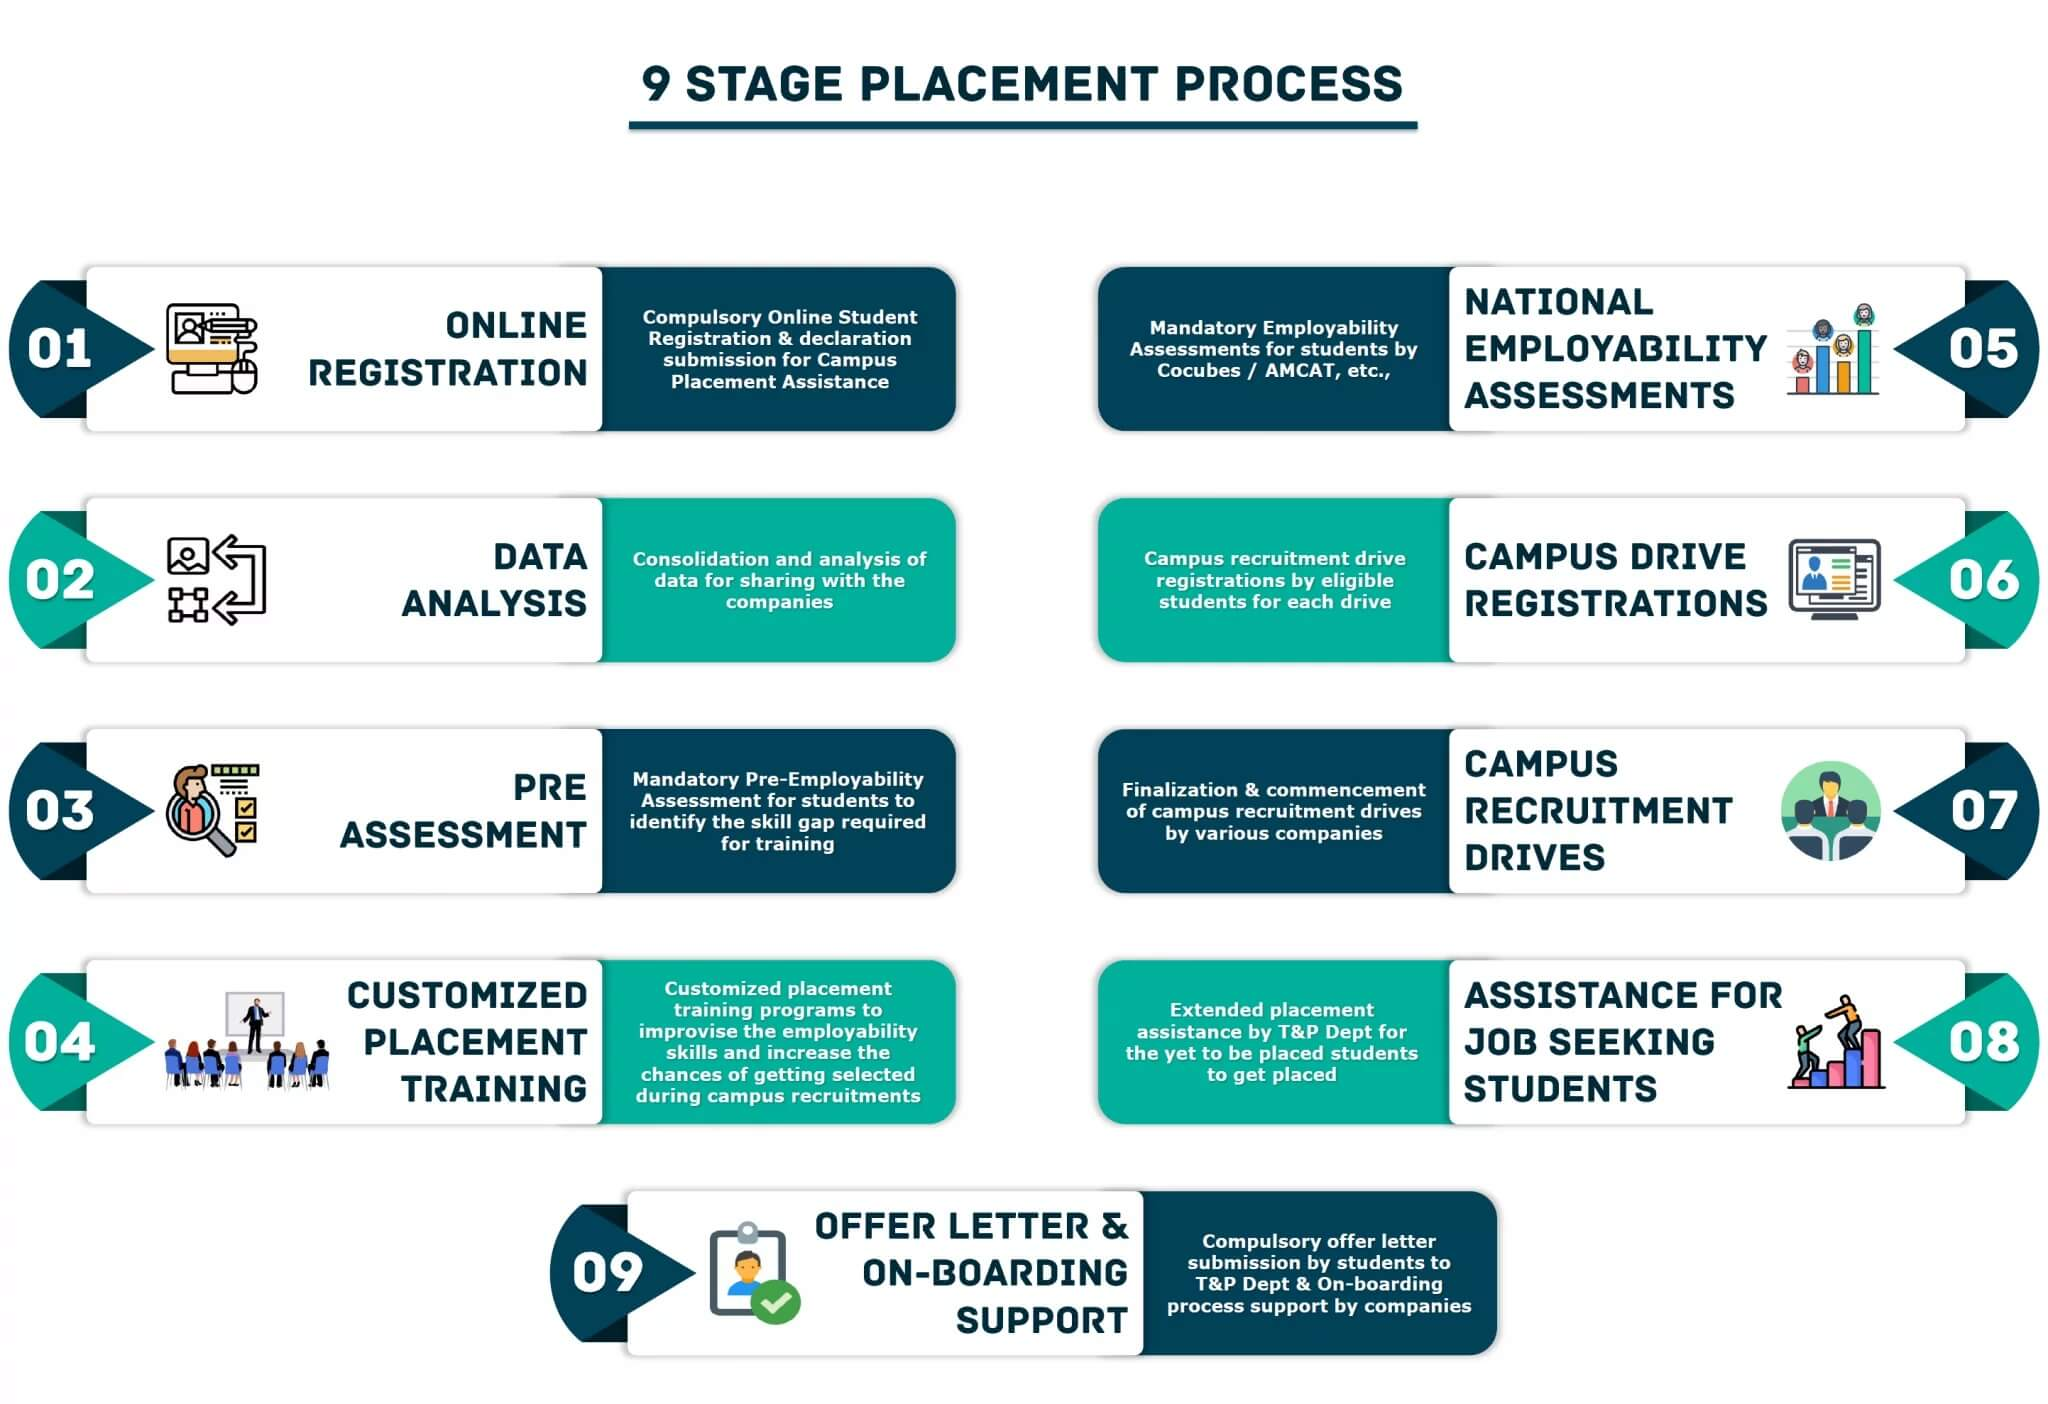 9 STAGE PLACEMENT PROCESS
01
ONLINE
REGISTRATION
Compulsory Online Student
Registration & declaration
submission for Campus
Placement Assistance
02
DATA
ANALYSIS
Consolidation and analysis of
data for sharing with the
companies
03
PRE
ASSESSMENT
Mandatory Pre-Employability
Assessment for students to
identify the skill gap required
for training
04
CUSTOMIZED
PLACEMENT
TRAINING
Customized placement
training programs to
improvise the employability
skills and increase the
chances of getting selected
during campus recruitments
05
NATIONAL
EMPLOYABILITY
ASSESSMENTS
Mandatory Employability
Assessments for students by
Cocubes / AMCAT, etc.,
06
CAMPUS DRIVE
REGISTRATIONS
Campus recruitment drive
registrations by eligible
students for each drive
07
CAMPUS
RECRUITMENT
DRIVES
Finalization & commencement
of campus recruitment drives
by various companies
08
ASSISTANCE FOR
JOB SEEKING
STUDENTS
Extended placement
assistance by T&P Dept for
the yet to be placed students
to get placed
09
OFFER LETTER &
ON-BOARDING
SUPPORT
Compulsory offer letter
submission by students to
T&P Dept & On-boarding
process support by companies